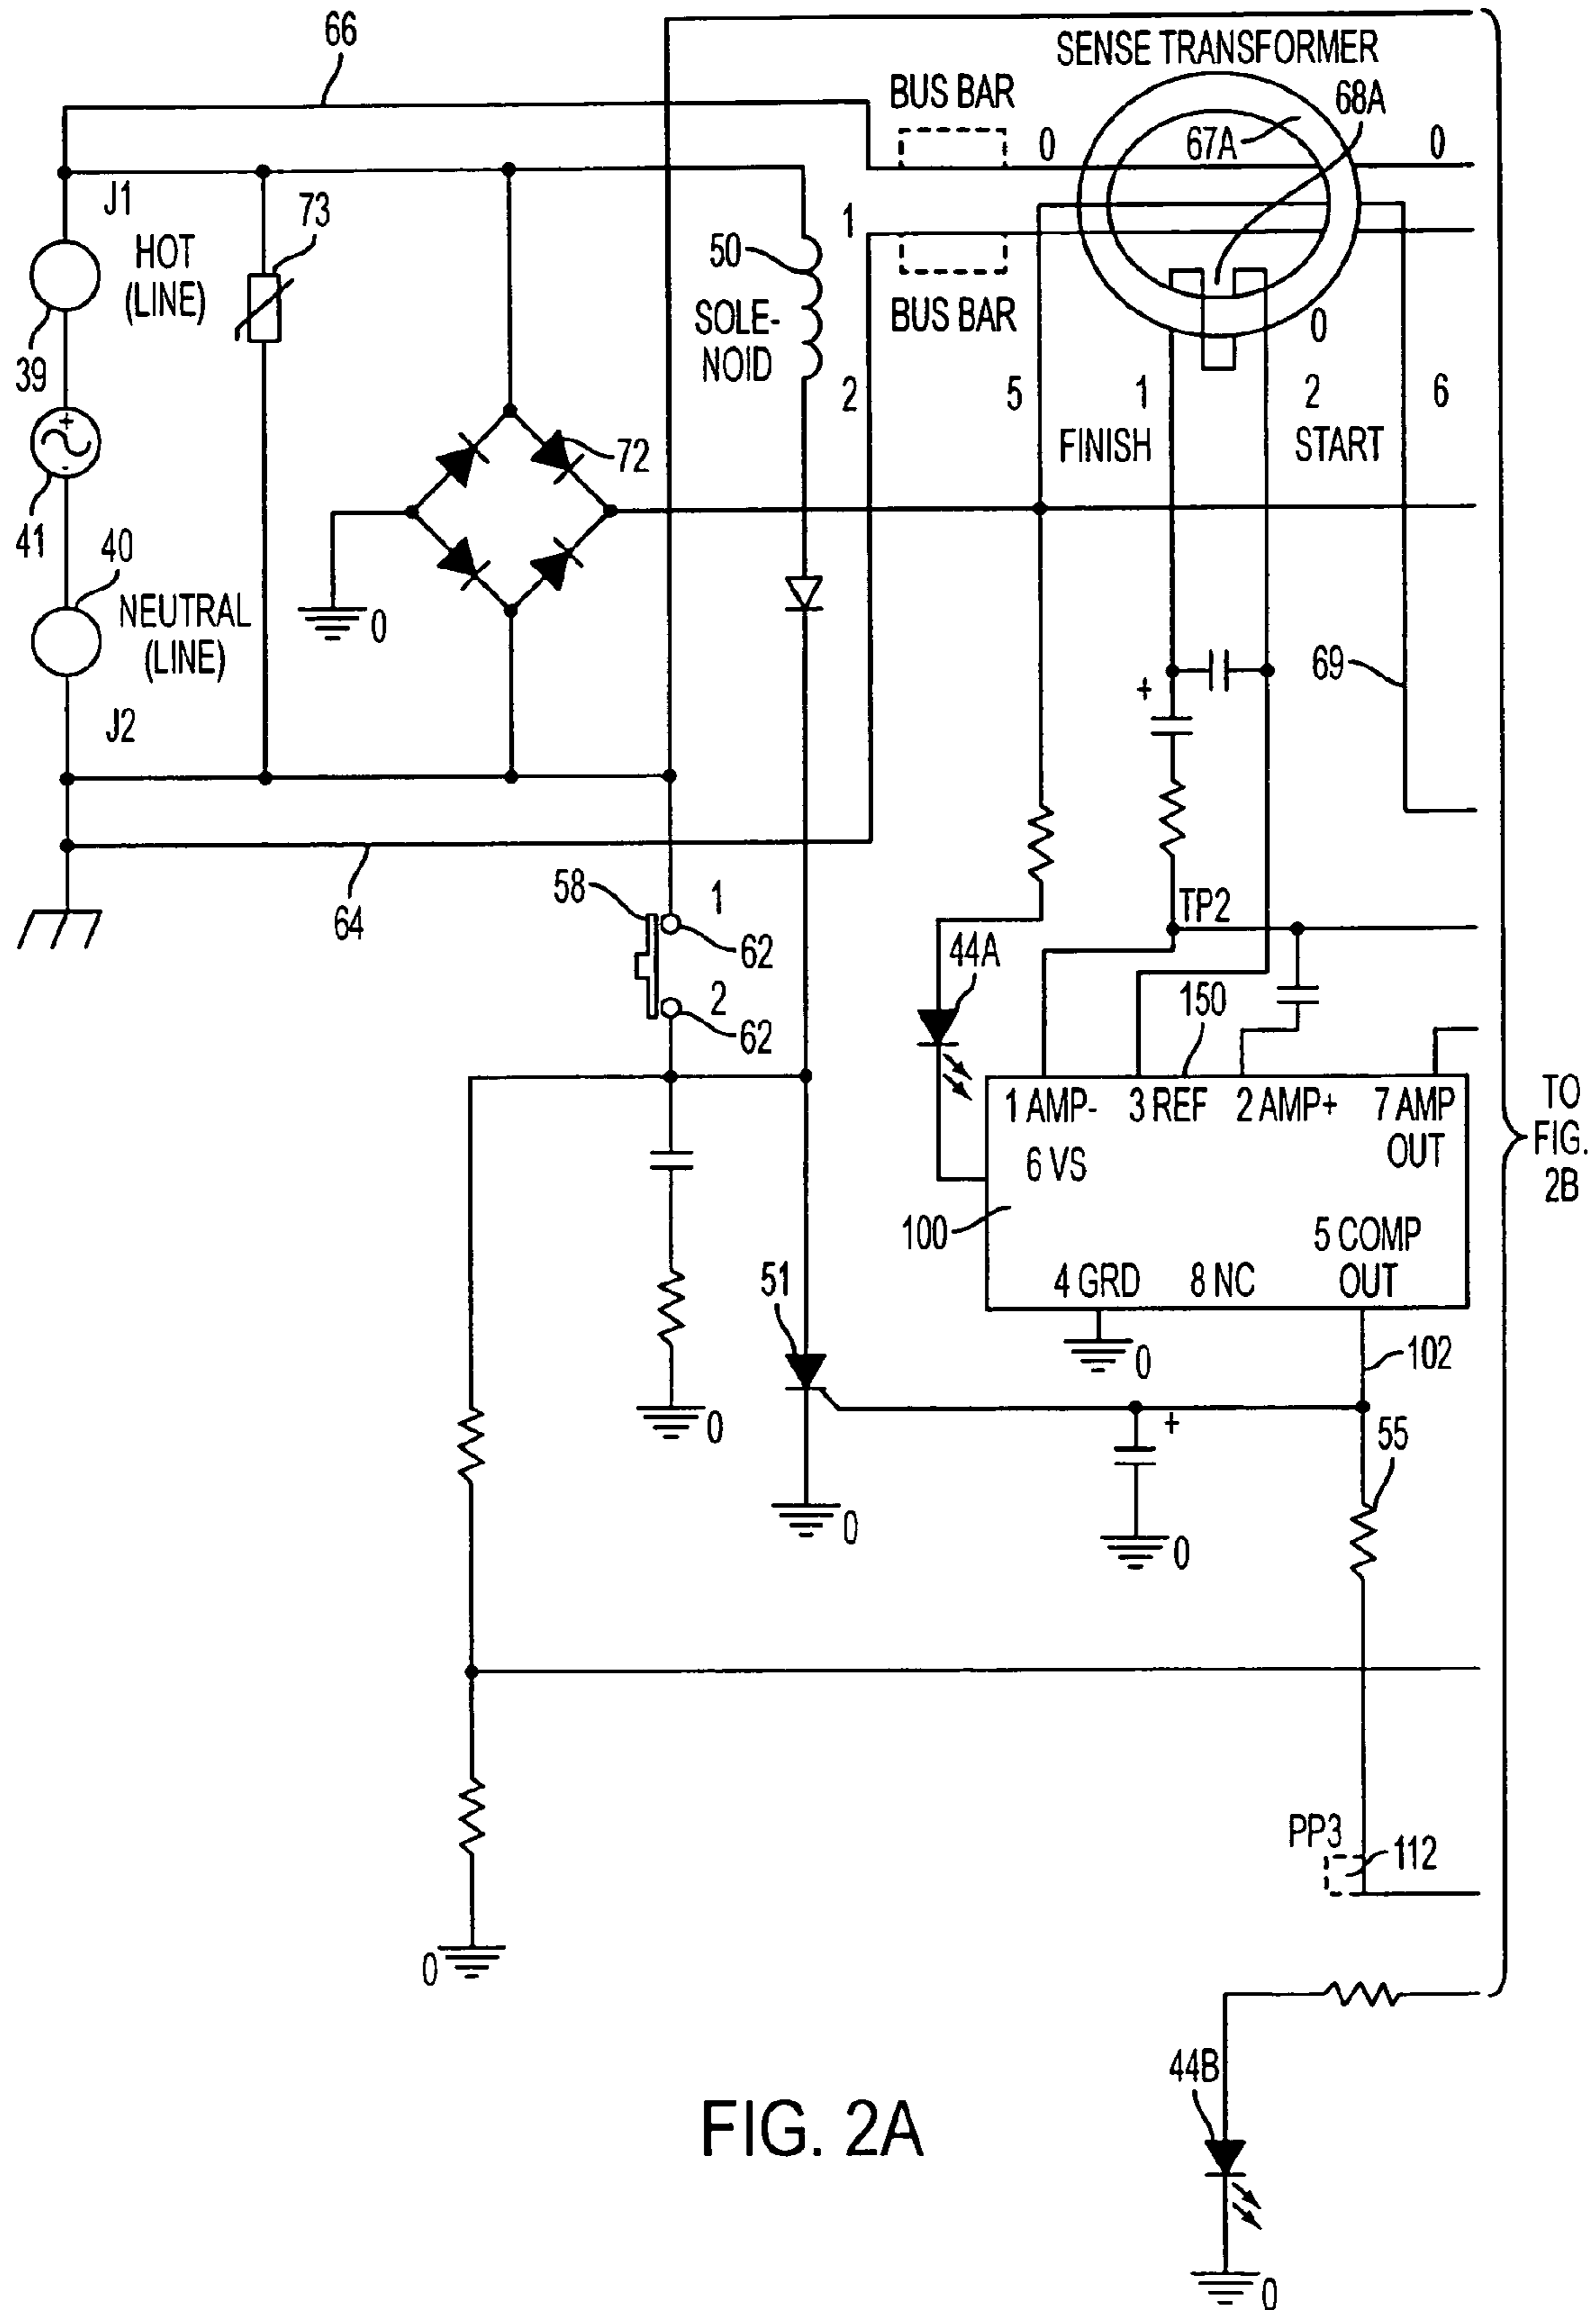 66
SENSE TRANSFORMER
BUS BAR
68A
67A
0
0
J1
73
HOT
(LINE)
50
1
SOLE-
NOID
BUS BAR
0
39
2
5
1
2
6
FINISH
START
72
+
-
41
40
NEUTRAL
(LINE)
0
69
+
J2
58
1
TP2
64
62
44A
2
150
62
1 AMP-
3 REF
2 AMP+
7 AMP
OUT
6 VS
TO
FIG.
2B
100
5 COMP
OUT
4 GRD
8 NC
51
0
102
0
+
55
0
0
PP3
112
0
44B
FIG. 2A
0